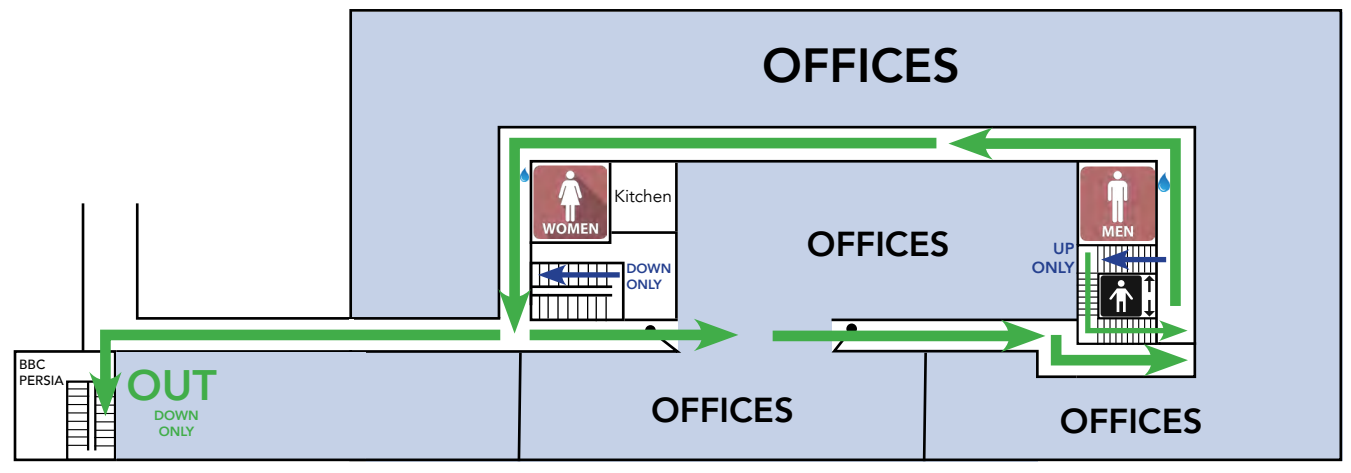 OFFICES
WOMEN
Kitchen
OFFICES
MEN
UP
ONLY
DOWN
ONLY
BBC
PERSIA
OUT
DOWN
ONLY
OFFICES
OFFICES